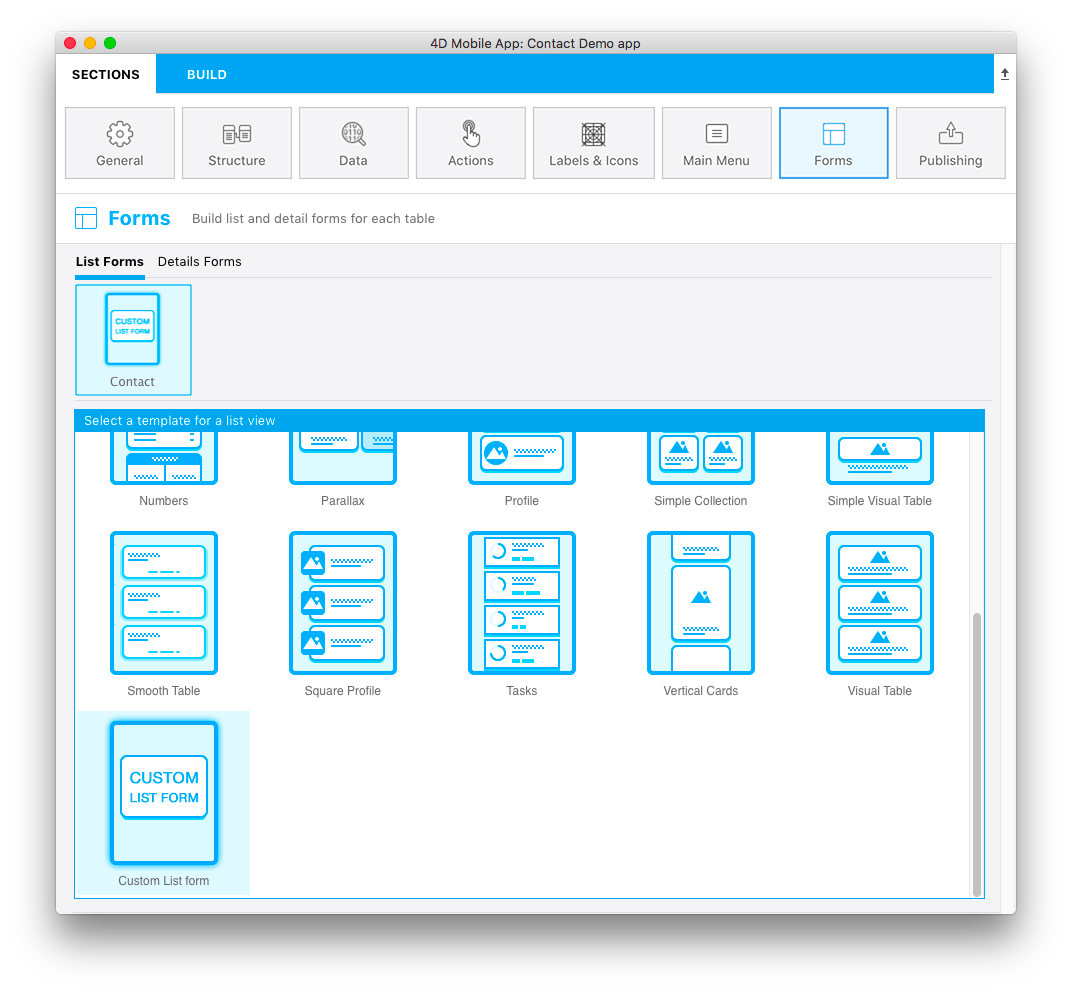 4D Mobile App: Contact Demo app
SECTIONS BUILD
General Structure Data Actions Labels & Icons Main Menu Forms Publishing
Forms Build list and detail forms for each table
List Forms Details Forms
CUSTOM
LIST FORM
Contact
Select a template for a list view
Numbers Parallax Profile Simple Collection Simple Visual Table
Smooth Table Square Profile Tasks Vertical Cards Visual Table
CUSTOM
LIST FORM
Custom List form